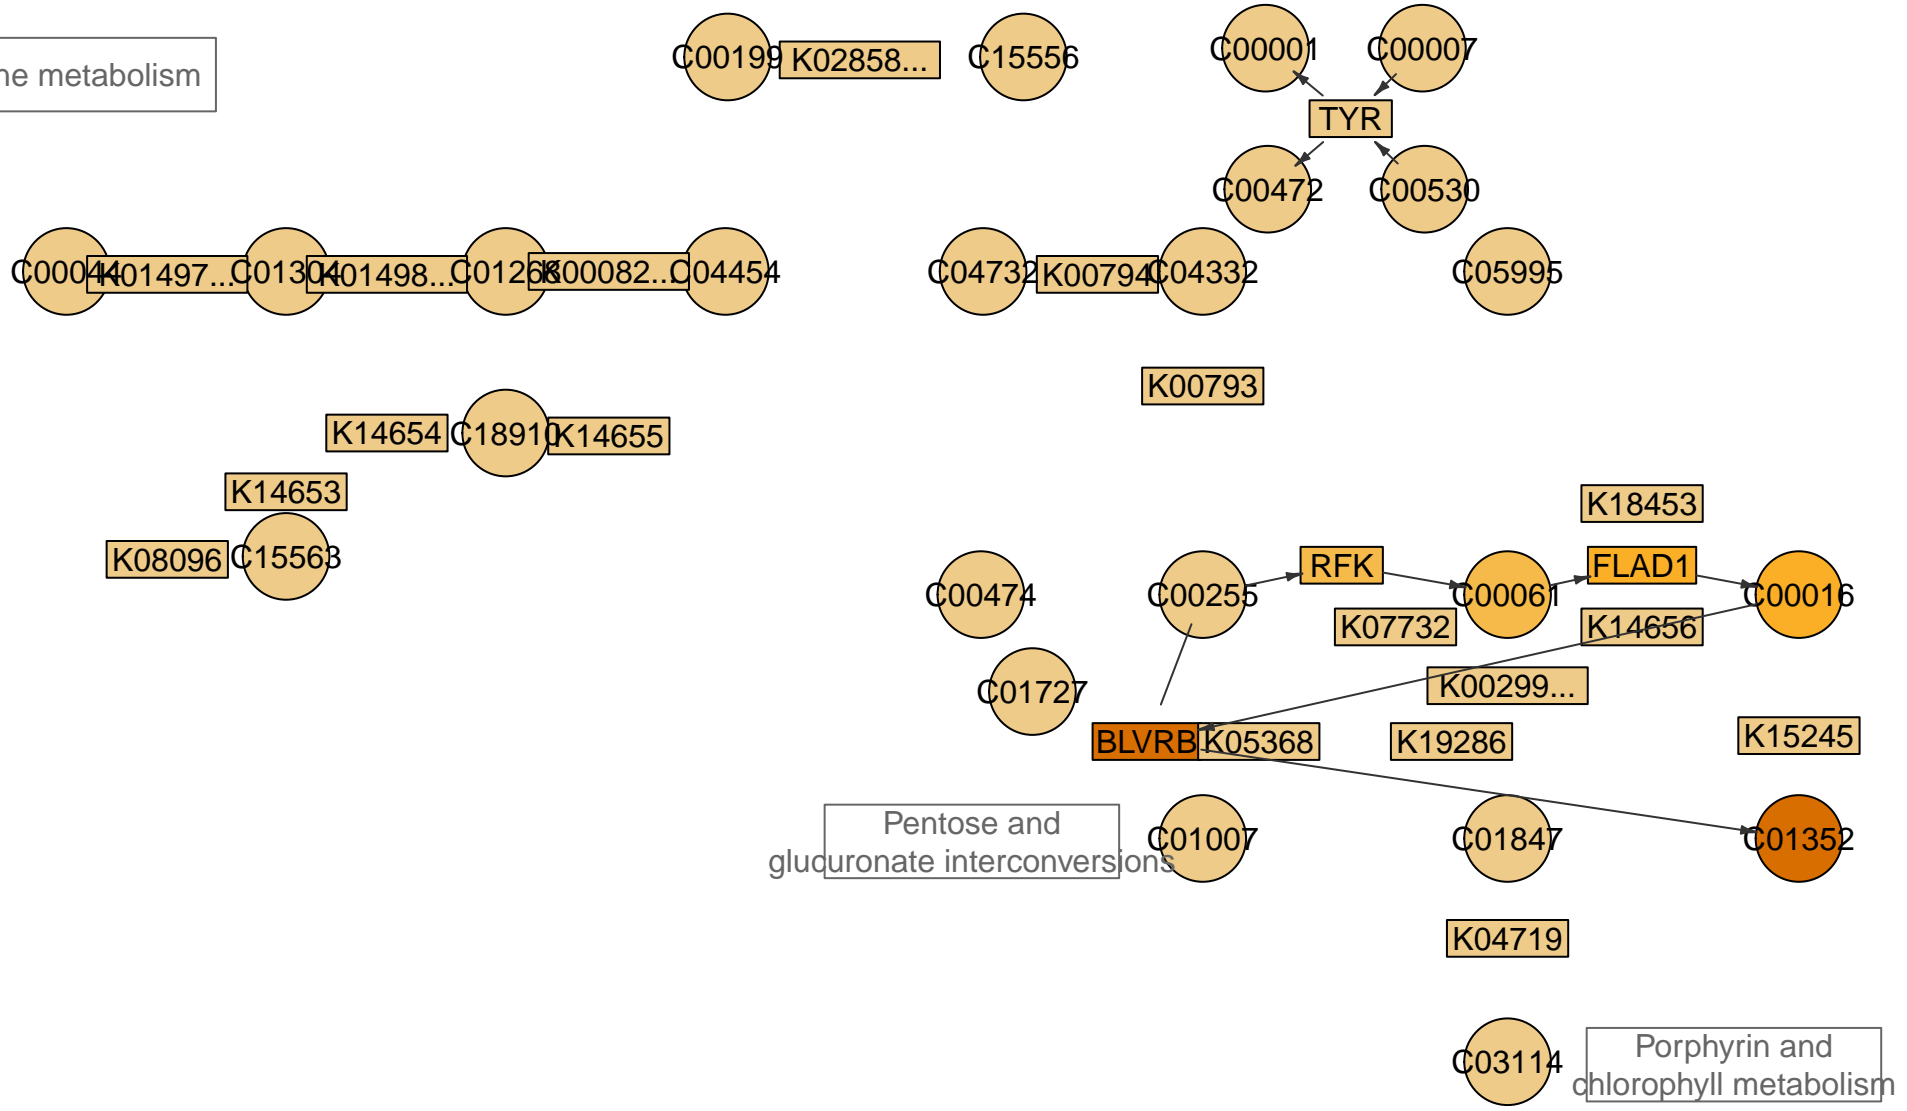 C00199 K02858... C15556 C00001 C00007
ne metabolism
TYR
C00472 C00530
C00044 K01497... C01304 K01498... C01268 K00082... C04454 C04732 K00794 C04332 C05995
K00793
K14654 C18910 K14655
K14653
K08096 C15563
K18453
RFK FLAD1
C00474 C00255 C00061 C00016
K07732 K14656
C01727 K00299...
BLVRB K05368 K19286 K15245
Pentose and
glucuronate interconversions
C01007 C01847 C01352
K04719
C03114
Porphyrin and
chlorophyll metabolism